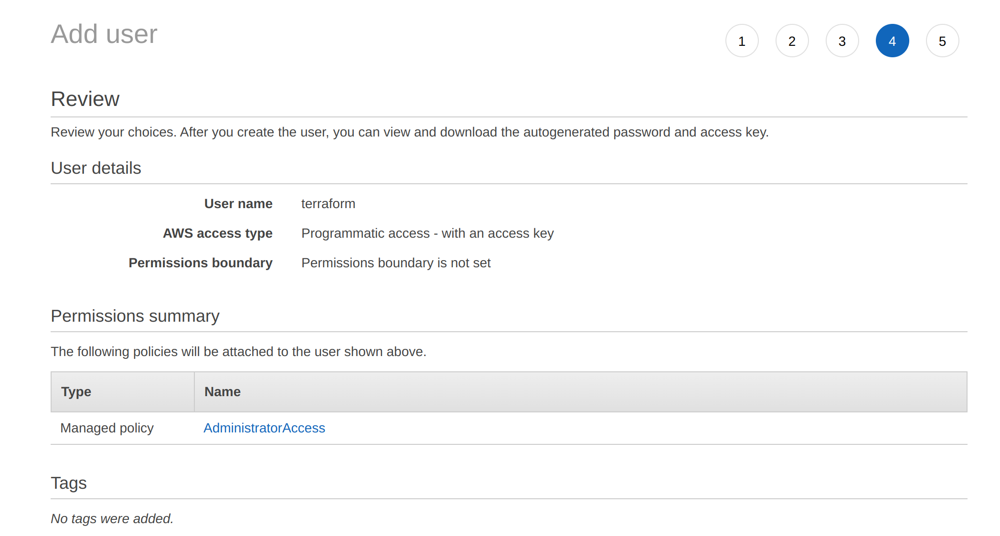 Add user
1 2 3 4 5
Review
Review your choices. After you create the user, you can view and download the autogenerated password and access key.
User details
User name terraform
AWS access type Programmatic access - with an access key
Permissions boundary Permissions boundary is not set
Permissions summary
The following policies will be attached to the user shown above.
Type Name
Managed policy AdministratorAccess
Tags
No tags were added.